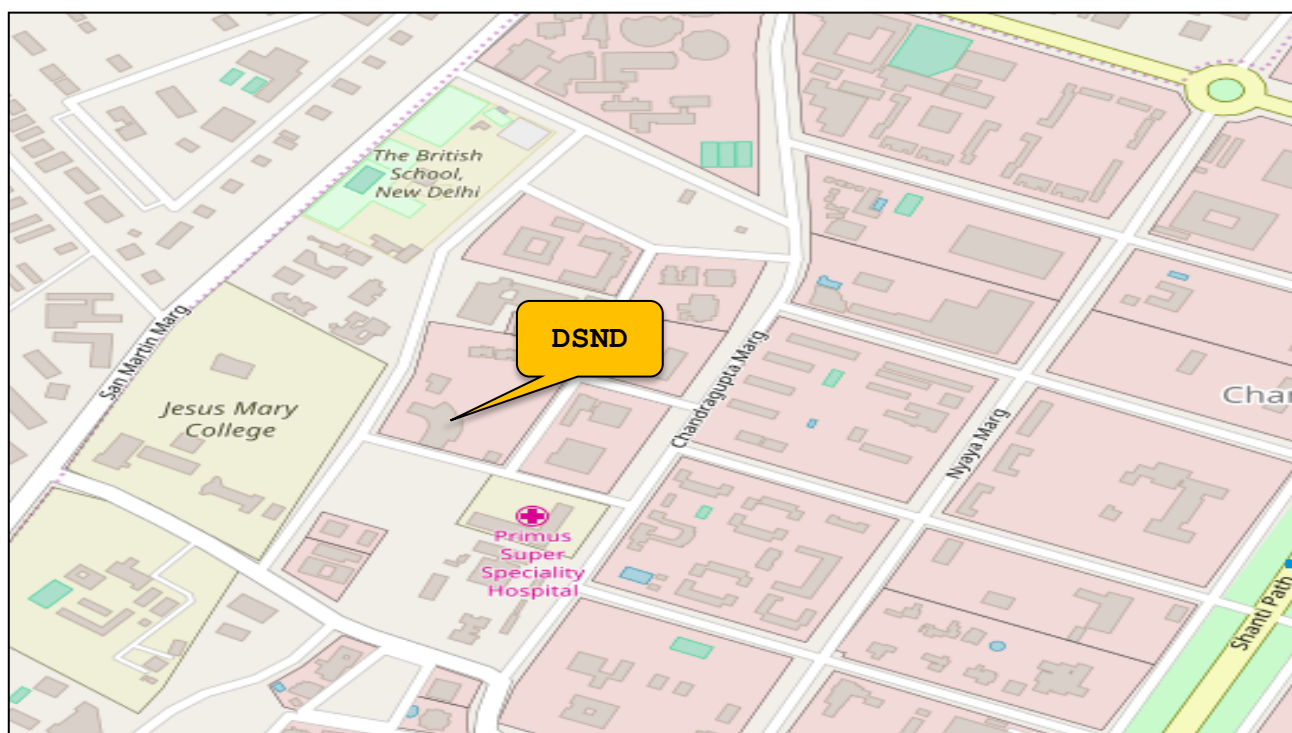 The British
School,
New Delhi
DSND
San Martin Marg
Chandragupta Marg
Jesus Mary
College
Nyaya Marg
Char
Primus
Super
Speciality
Hospital
Shanti Path